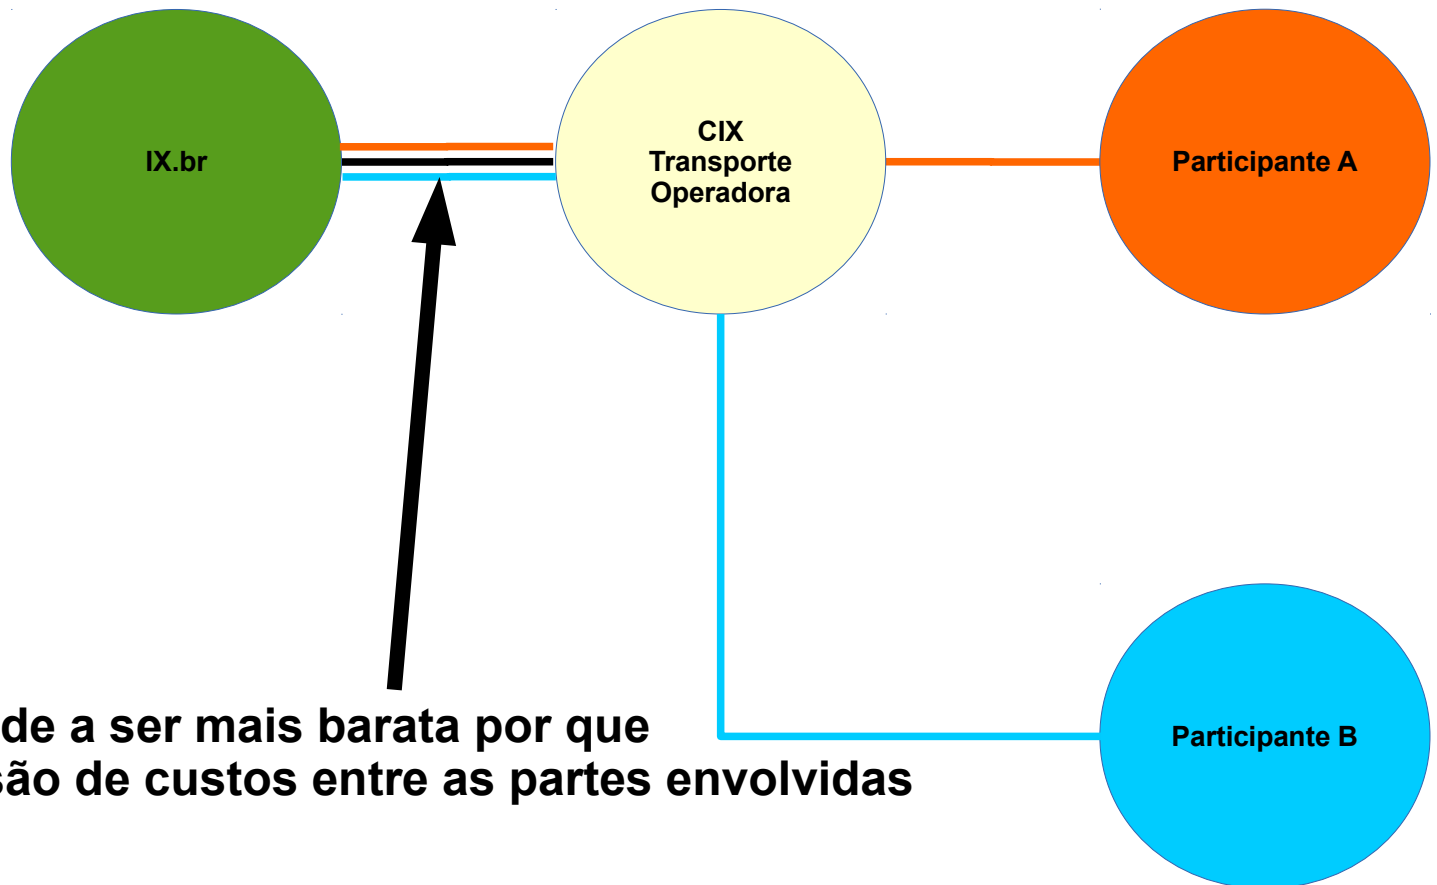 IX.br
CIX
Transporte
Operadora
Participante A
Participante B
de a ser mais barata por que
são de custos entre as partes envolvidas